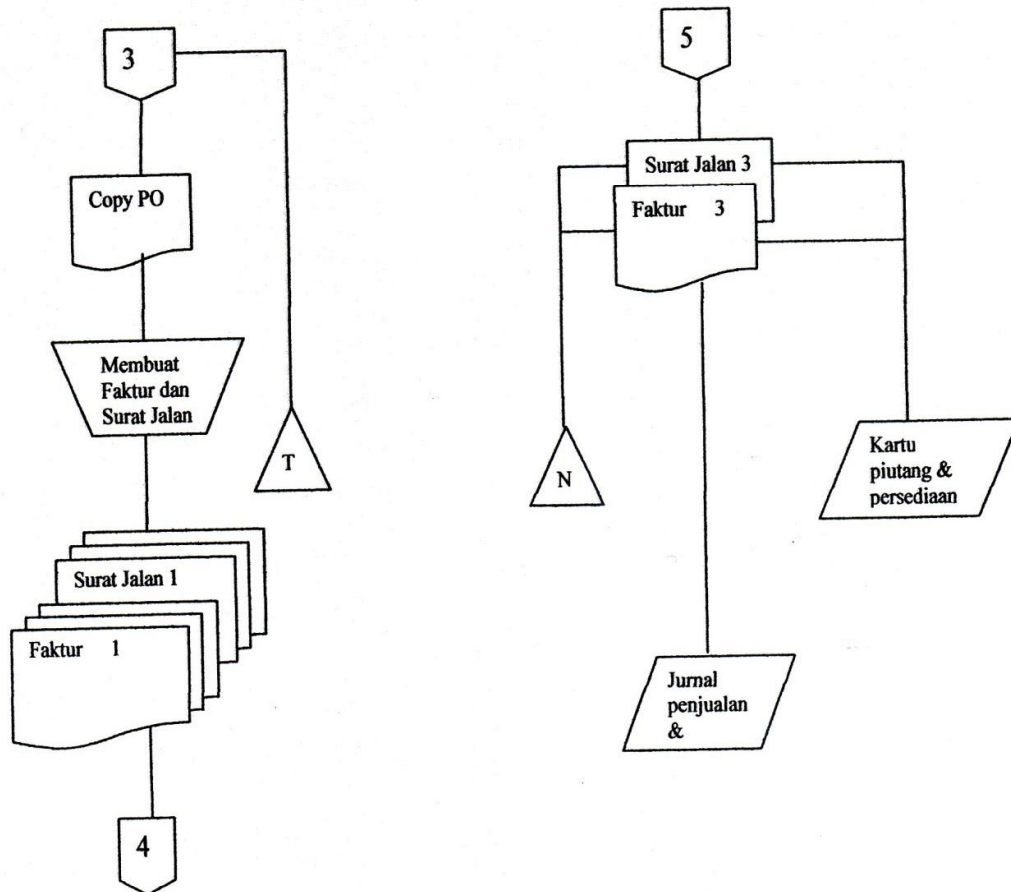 3
Copy PO
Membuat
Faktur dan
Surat Jalan
T
Surat Jalan 1
Faktur 1
4
5
Surat Jalan 3
Faktur 3
N
Kartu
piutang &
persediaan
Jurnal
penjualan
&